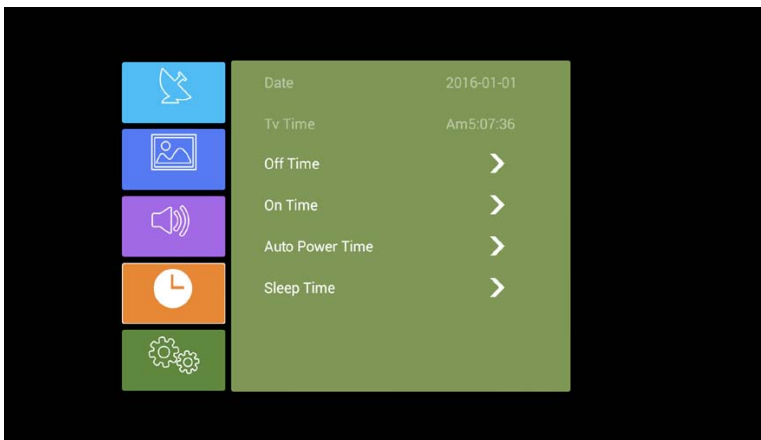 Date 2016-01-01
Tv Time Am5:07:36
Off Time
On Time
Auto Power Time
Sleep Time